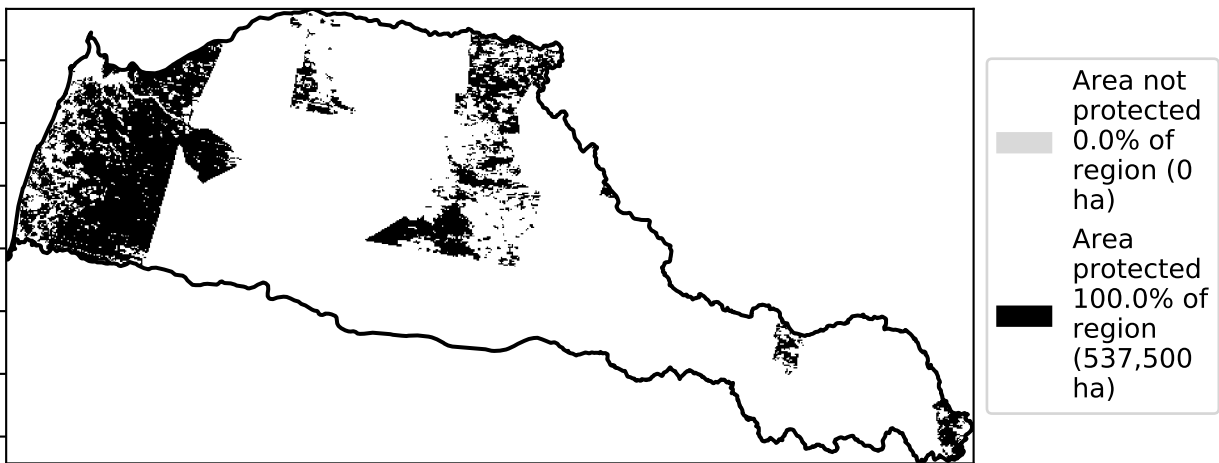 Area not
protected
0.0% of
region (0
ha)
Area
protected
100.0% of
region
(537,500
ha)